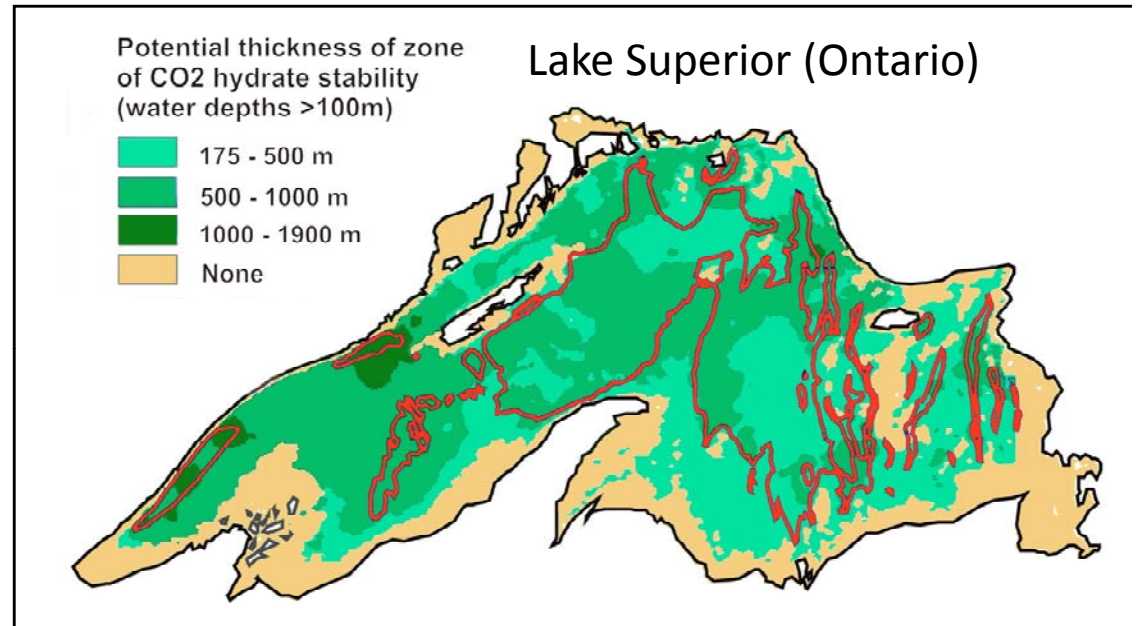 Potential thickness of zone
of CO2 hydrate stability
(water depths >100m)
Lake Superior (Ontario)
175 - 500 m
500 - 1000 m
1000 - 1900 m
None